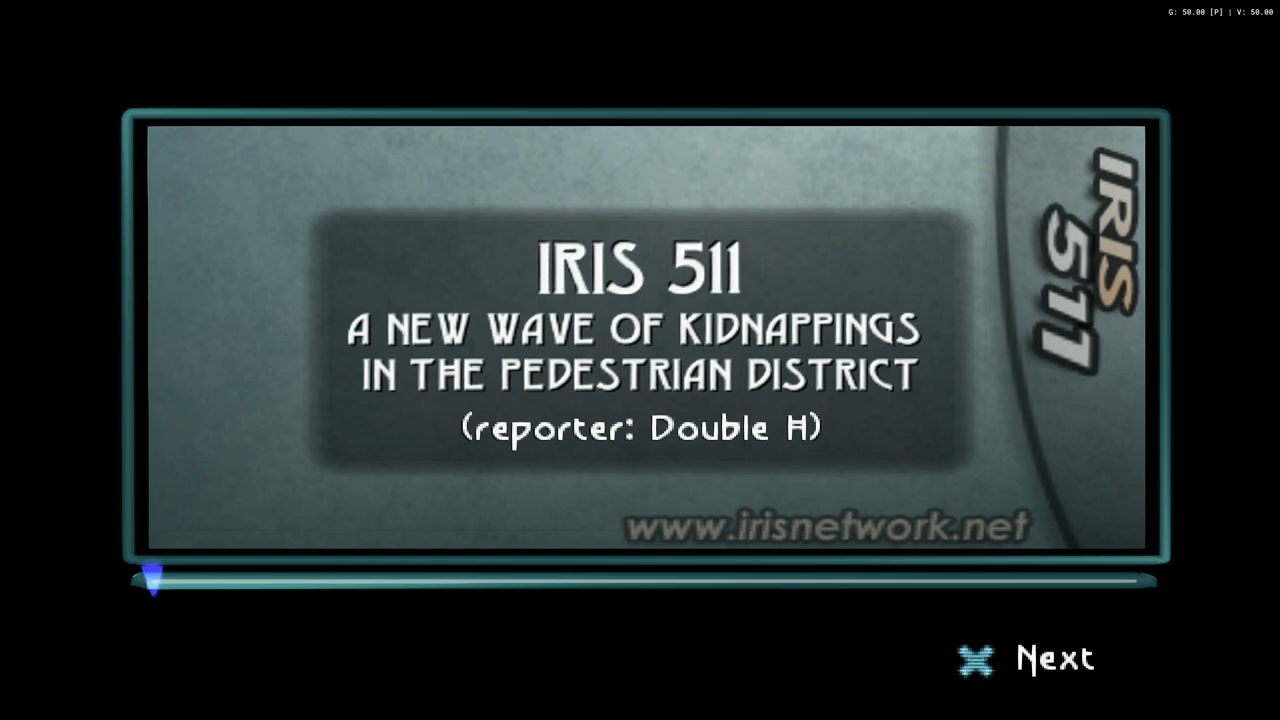 G: 50.00 [P] | V: 50.00
IRIS 511
A NEW WAVE OF KIDNAPPINGS
IN THE PEDESTRIAN DISTRICT
(reporter: Double H)
IRIS
511
www.irisnetwork.net
Next